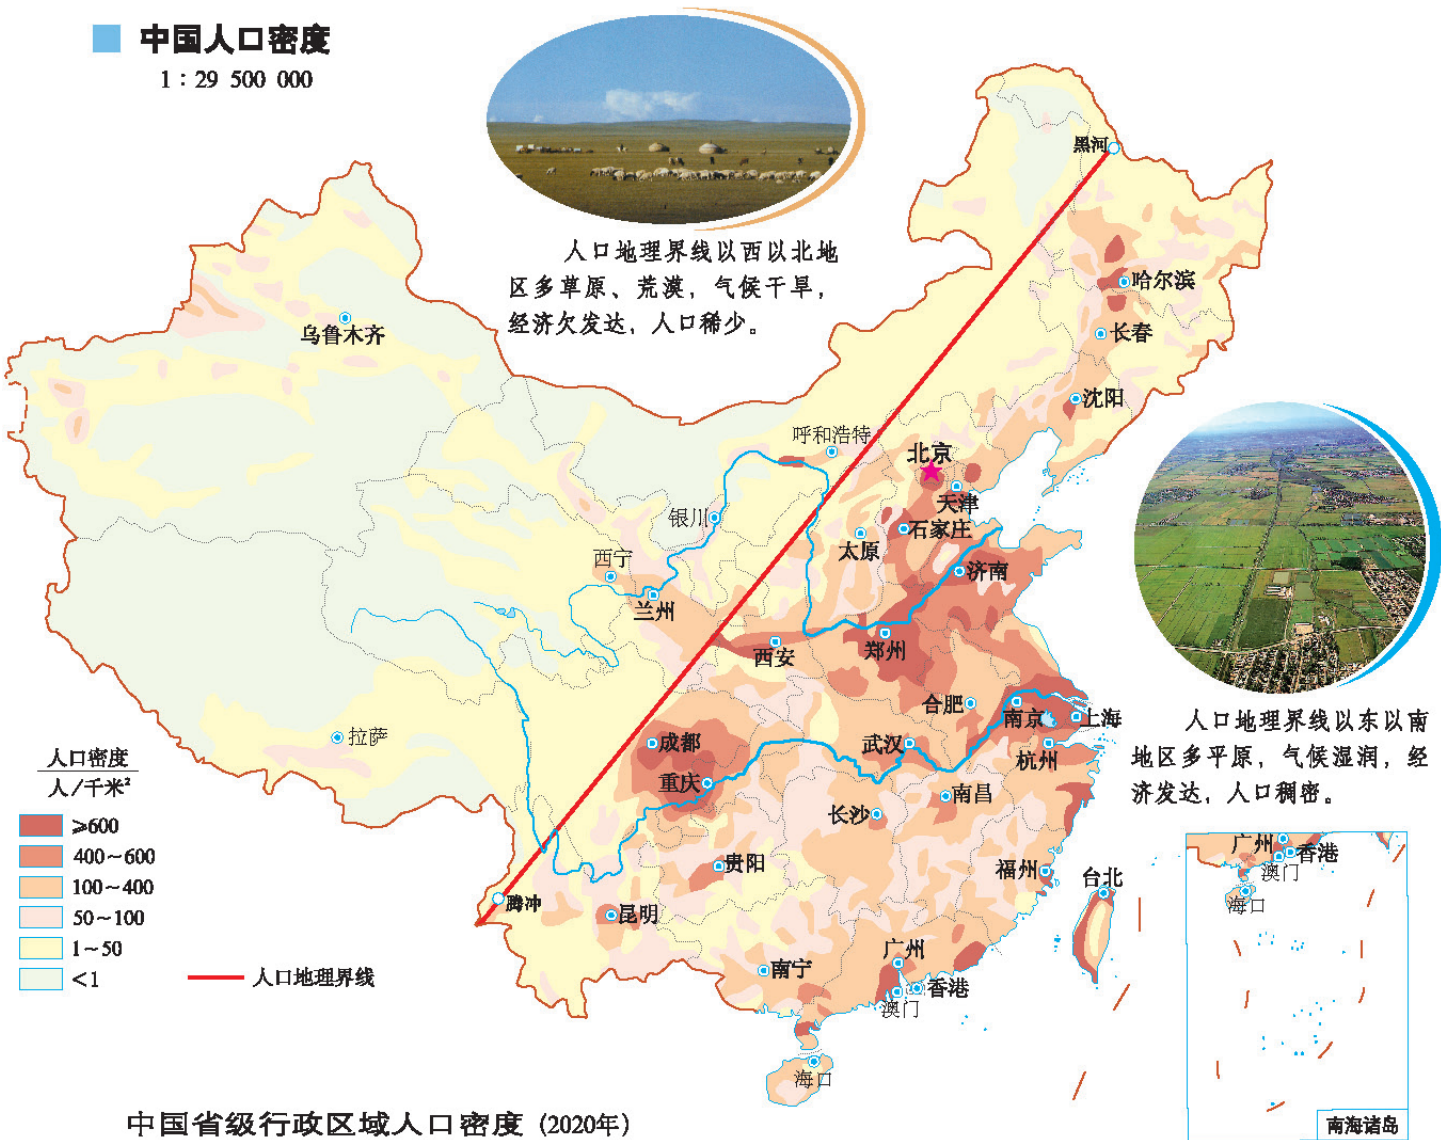 中国人口密度
1：29 500 000
人口地理界线以西以北地
区多草原、荒漠，气候干旱，
经济欠发达，人口稀少。
黑河
哈尔滨
长春
沈阳
乌鲁木齐
呼和浩特
北京
天津
银川
石家庄
太原
西宁
济南
兰州
西安
郑州
合肥
南京
上海
拉萨
成都
武汉
杭州
重庆
南昌
长沙
贵阳
福州
台北
腾冲
昆明
广州
南宁
香港
澳门
海口
人口地理界线以东以南
地区多平原，气候湿润，经
济发达，人口稠密。
人口密度
人/千米²
≥600
400～600
100～400
50～100
1～50
<1
人口地理界线
广州
香港
澳门
海口
南海诸岛
中国省级行政区域人口密度 (2020年)